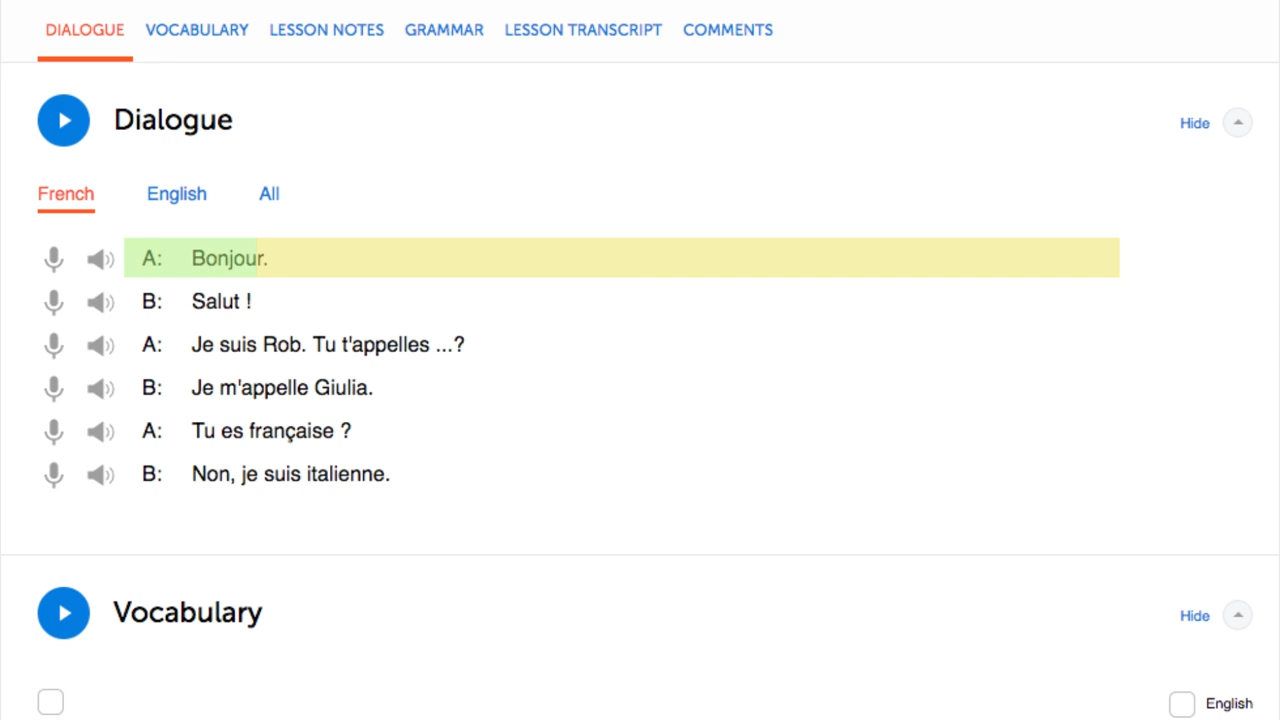 DIALOGUE VOCABULARY LESSON NOTES GRAMMAR LESSON TRANSCRIPT COMMENTS
Dialogue
Hide
French English All
A: Bonjour.
B: Salut !
A: Je suis Rob. Tu t'appelles ...?
B: Je m'appelle Giulia.
A: Tu es française ?
B: Non, je suis italienne.
Vocabulary
Hide
English